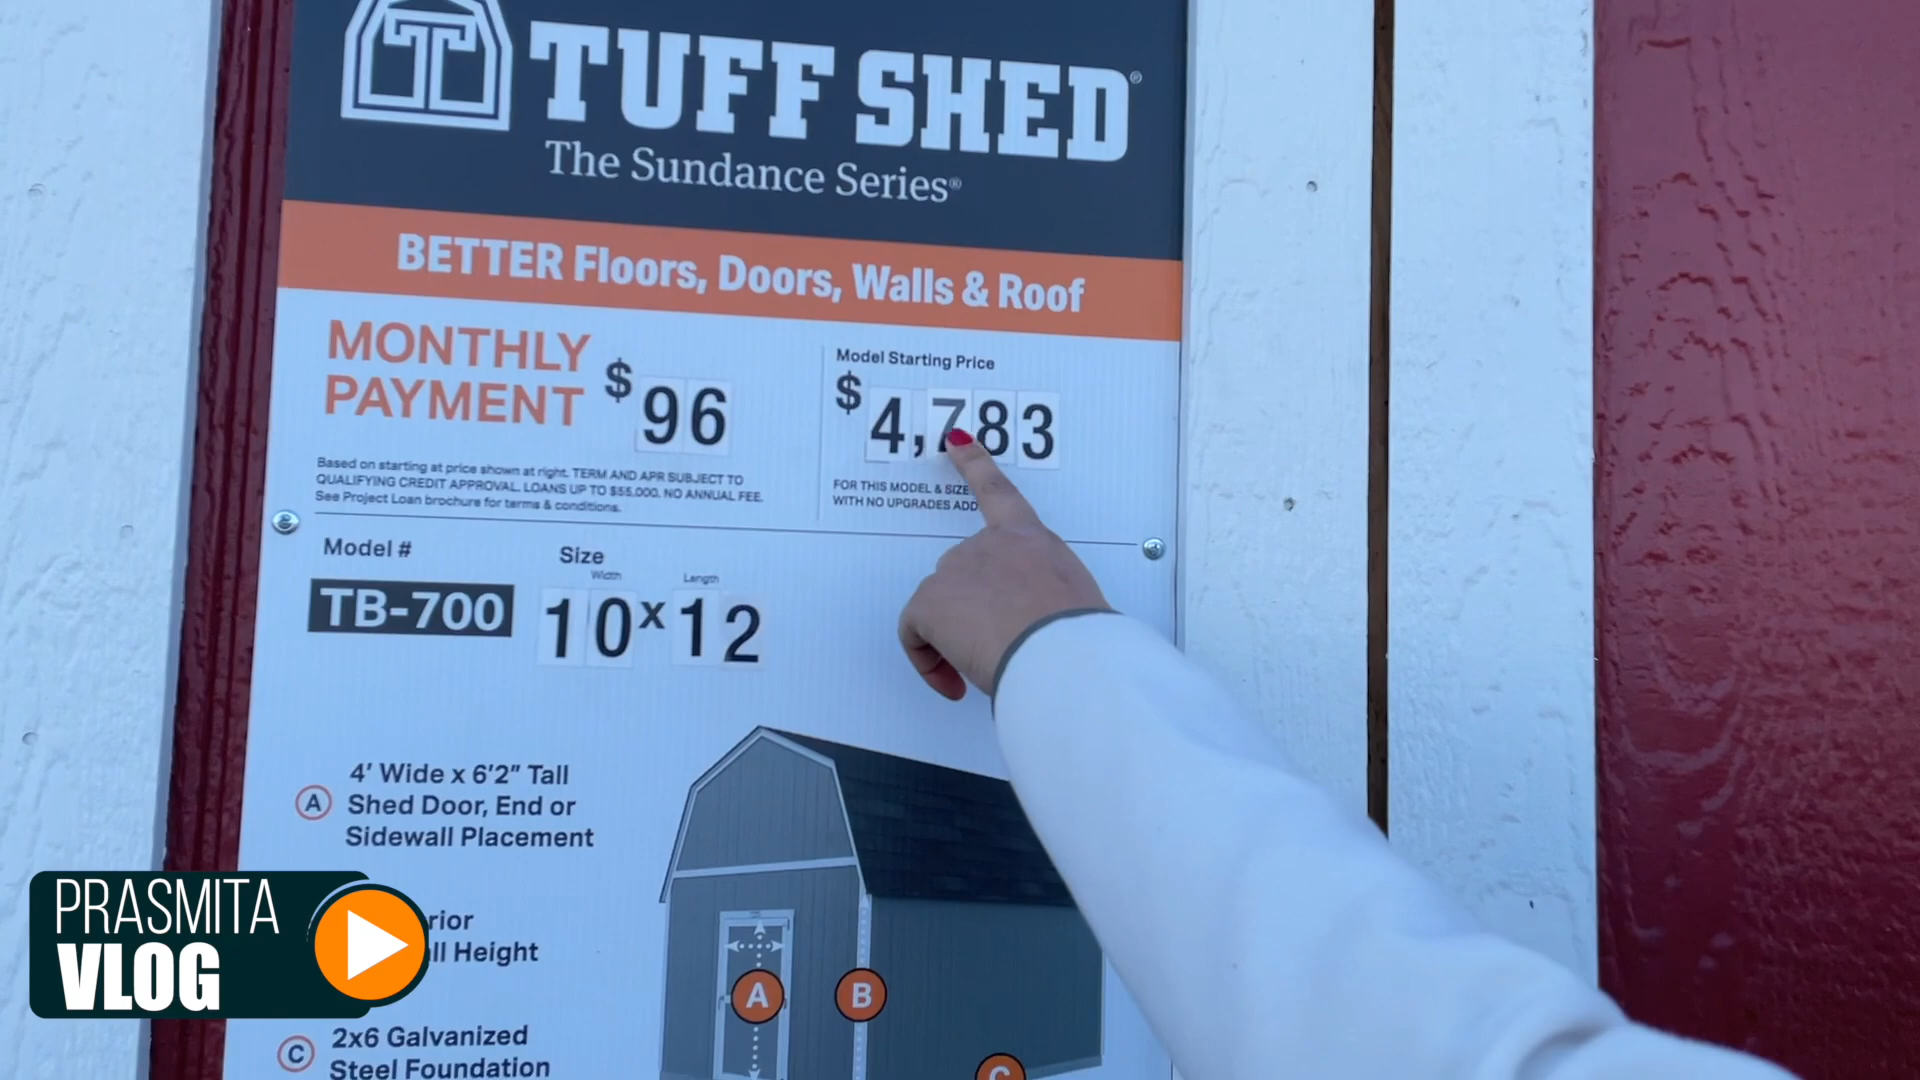 TUFF SHED®
The Sundance Series®
BETTER Floors, Doors, Walls & Roof
MONTHLY
PAYMENT
$96
Model Starting Price
$4,783
Based on starting at price shown at right. TERM AND APR SUBJECT TO
QUALIFYING CREDIT APPROVAL. LOANS UP TO $55,000. NO ANNUAL FEE.
See Project Loan brochure for terms & conditions.
FOR THIS MODEL & SIZE
WITH NO UPGRADES ADD
Model #
TB-700
Size
Width
Length
10x12
A
4' Wide x 6'2" Tall
Shed Door, End or
Sidewall Placement
rior
ll Height
C
2x6 Galvanized
Steel Foundation
A
B
C
PRASMITA
VLOG